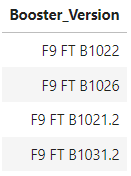 Booster_Version
F9 FT B1022
F9 FT B1026
F9 FT B1021.2
F9 FT B1031.2